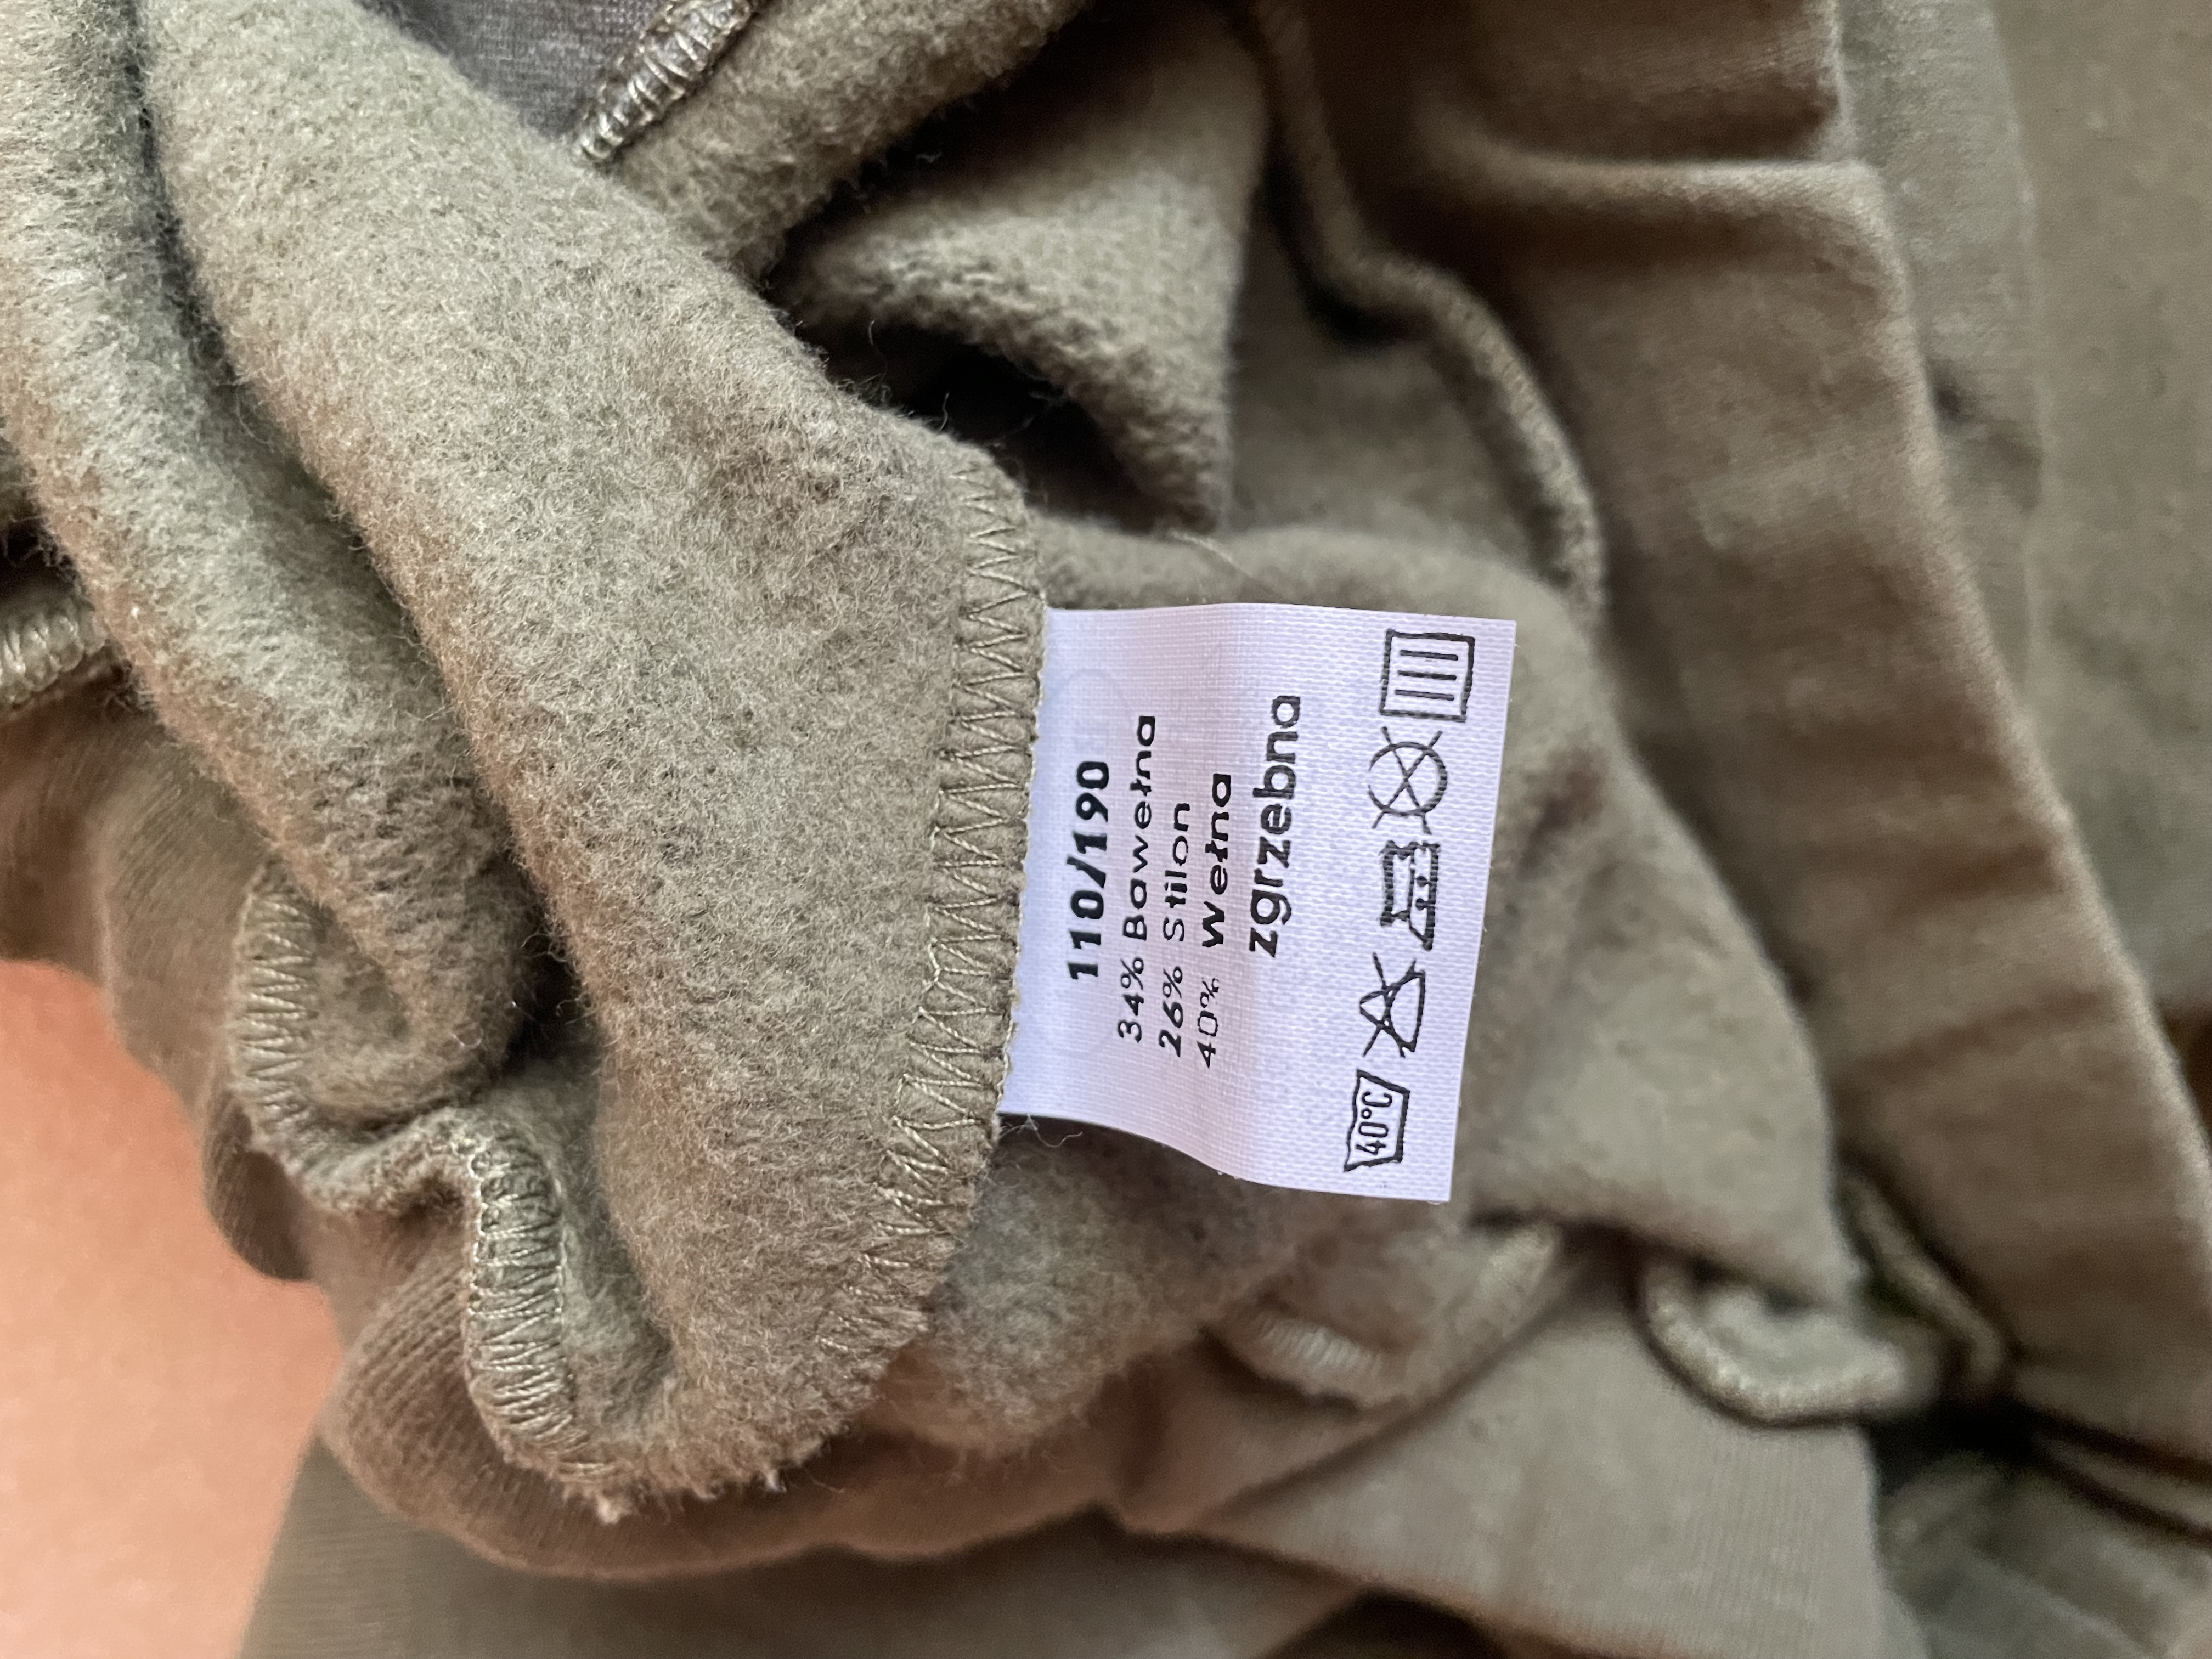 110/190
34% Bawełna
26% Stilon
40% Wełna
zgrzebna
40°C